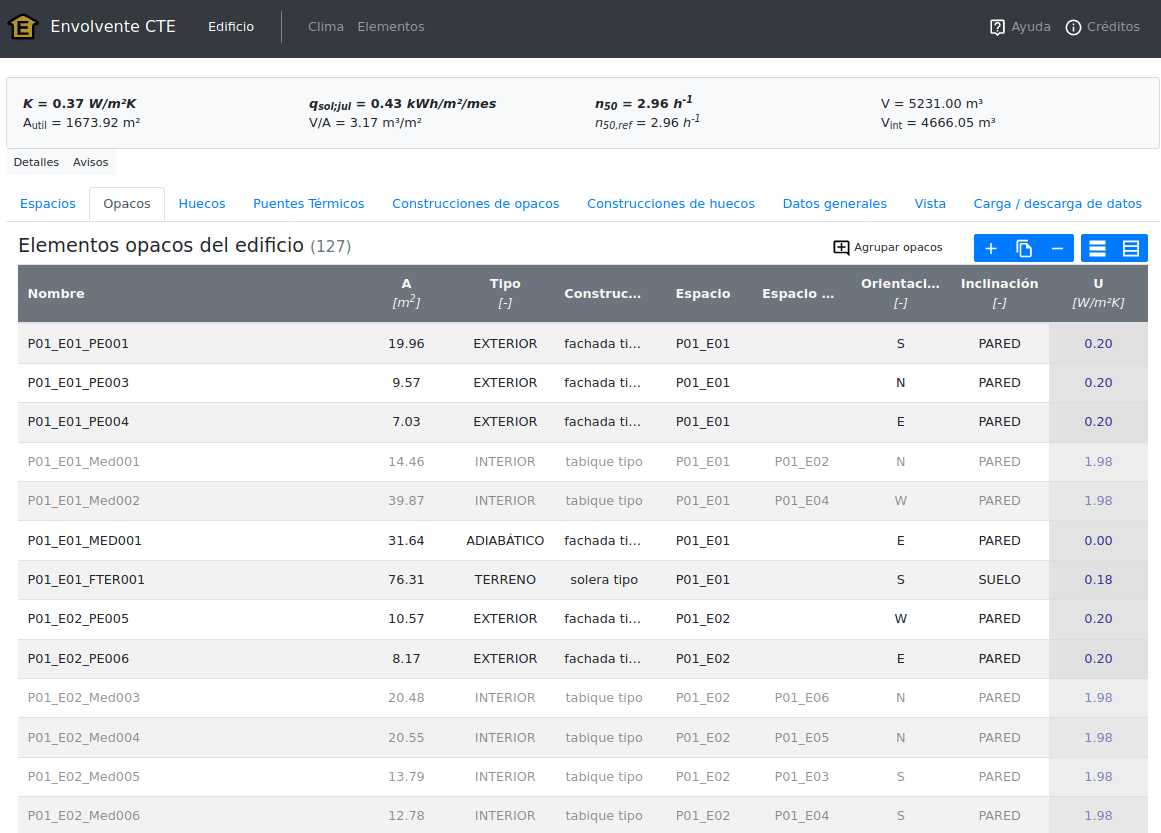 E Envolvente CTE Edificio Clima Elementos Ayuda Créditos
K = 0.37 W/m²K q_sol;jul = 0.43 kWh/m²/mes n_50 = 2.96 h^-1 V = 5231.00 m³
A_util = 1673.92 m² V/A = 3.17 m³/m² n_50,ref = 2.96 h^-1 V_int = 4666.05 m³
Detalles Avisos
Espacios Opacos Huecos Puentes Térmicos Construcciones de opacos Construcciones de huecos Datos generales Vista Carga / descarga de datos
Elementos opacos del edificio (127) Agrupar opacos
Nombre A [m²] Tipo [-] Construc... Espacio Espacio ... Orientaci... [-] Inclinación [-] U [W/m²K]
P01_E01_PE001 19.96 EXTERIOR fachada ti... P01_E01 S PARED 0.20
P01_E01_PE003 9.57 EXTERIOR fachada ti... P01_E01 N PARED 0.20
P01_E01_PE004 7.03 EXTERIOR fachada ti... P01_E01 E PARED 0.20
P01_E01_Med001 14.46 INTERIOR tabique tipo P01_E01 P01_E02 N PARED 1.98
P01_E01_Med002 39.87 INTERIOR tabique tipo P01_E01 P01_E04 W PARED 1.98
P01_E01_MED001 31.64 ADIABÁTICO fachada ti... P01_E01 E PARED 0.00
P01_E01_FTER001 76.31 TERRENO solera tipo P01_E01 S SUELO 0.18
P01_E02_PE005 10.57 EXTERIOR fachada ti... P01_E02 W PARED 0.20
P01_E02_PE006 8.17 EXTERIOR fachada ti... P01_E02 E PARED 0.20
P01_E02_Med003 20.48 INTERIOR tabique tipo P01_E02 P01_E06 N PARED 1.98
P01_E02_Med004 20.55 INTERIOR tabique tipo P01_E02 P01_E05 N PARED 1.98
P01_E02_Med005 13.79 INTERIOR tabique tipo P01_E02 P01_E03 S PARED 1.98
P01_E02_Med006 12.78 INTERIOR tabique tipo P01_E02 P01_E04 S PARED 1.98